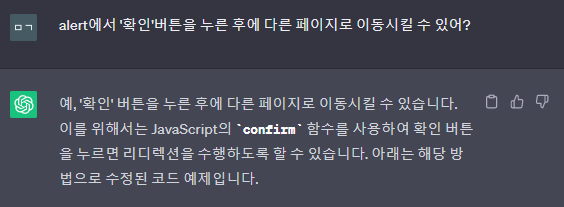 ㅁㄱ
alert에서 '확인'버튼을 누른 후에 다른 페이지로 이동시킬 수 있어?
예, '확인' 버튼을 누른 후에 다른 페이지로 이동시킬 수 있습니다.
이를 위해서는 JavaScript의 `confirm` 함수를 사용하여 확인 버튼
을 누르면 리디렉션을 수행하도록 할 수 있습니다. 아래는 해당 방
법으로 수정된 코드 예제입니다.